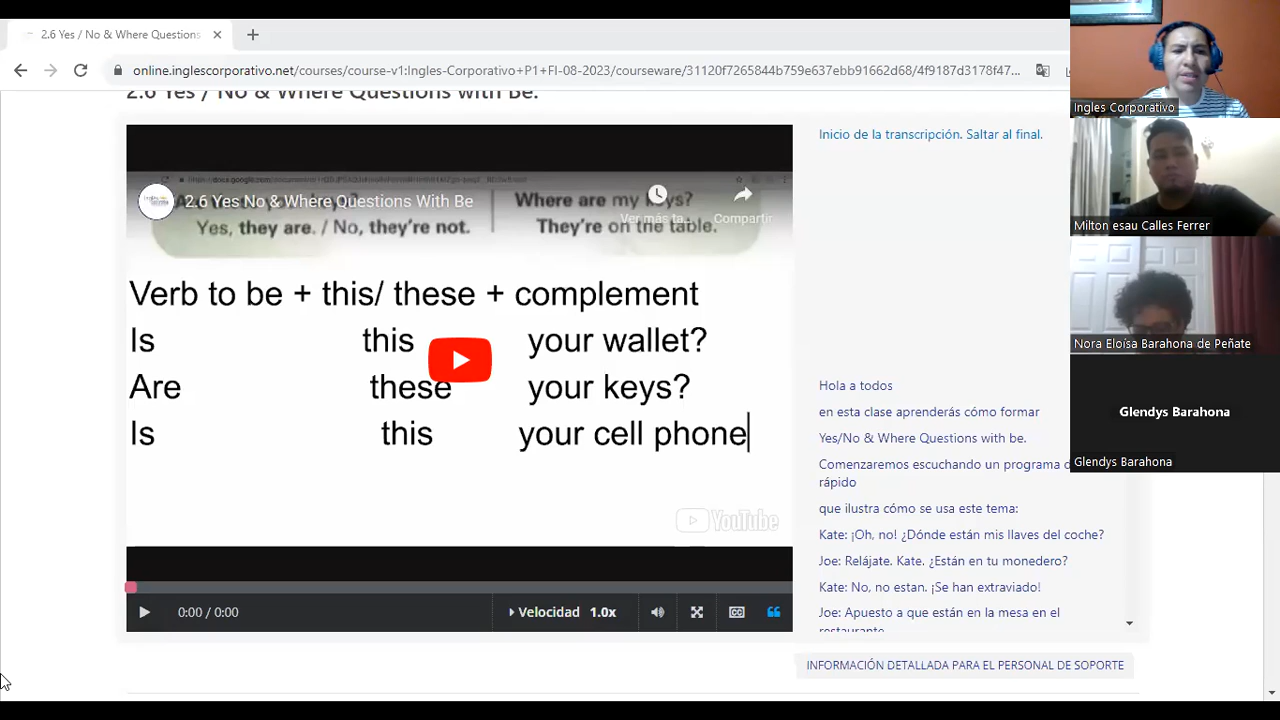 2.6 Yes / No & Where Questions
online.inglescorporativo.net/courses/course-v1:Ingles-Corporativo+P1+FI-08-2023/courseware/31120f7265844b759e637ebb91662d68/4f9187d3178f47...
2.6 Yes / No & Where Questions with Be.
2.6 Yes No & Where Questions With Be
Where are my keys?
Ver más ta...
Compartir
Yes, they are. / No, they're not.
They're on the table.
Verb to be + this/ these + complement
Is this your wallet?
Are these your keys?
Is this your cell phone
YouTube
0:00 / 0:00
Velocidad 1.0x
Inicio de la transcripción. Saltar al final.
Hola a todos
en esta clase aprenderás cómo formar
Yes/No & Where Questions with be.
Comenzaremos escuchando un programa
rápido
que ilustra cómo se usa este tema:
Kate: ¡Oh, no! ¿Dónde están mis llaves del coche?
Joe: Relájate. Kate. ¿Están en tu monedero?
Kate: No, no estan. ¡Se han extraviado!
Joe: Apuesto a que están en la mesa en el
restaurante
INFORMACIÓN DETALLADA PARA EL PERSONAL DE SOPORTE
Ingles Corporativo
Milton esau Calles Ferrer
Nora Eloísa Barahona de Peñate
Glendys Barahona
Glendys Barahona